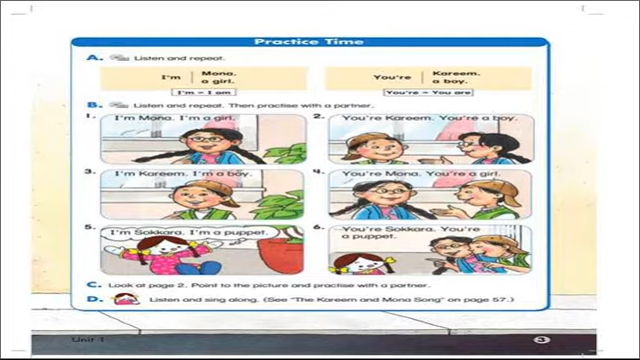 Practice Time
A. Listen and repeat.
I'm Mona. a girl.
I'm = I am
You're Kareem. a boy.
You're = You are
B. Listen and repeat. Then practise with a partner.
1. I'm Mona. I'm a girl.
2. You're Kareem. You're a boy.
3. I'm Kareem. I'm a boy.
4. You're Mona. You're a girl.
5. I'm Sokkara. I'm a puppet.
6. You're Sokkara. You're
a puppet.
C. Look at page 2. Point to the picture and practise with a partner.
D. Listen and sing along. (See "The Kareem and Mona Song" on page 57.)
Unit 1
3